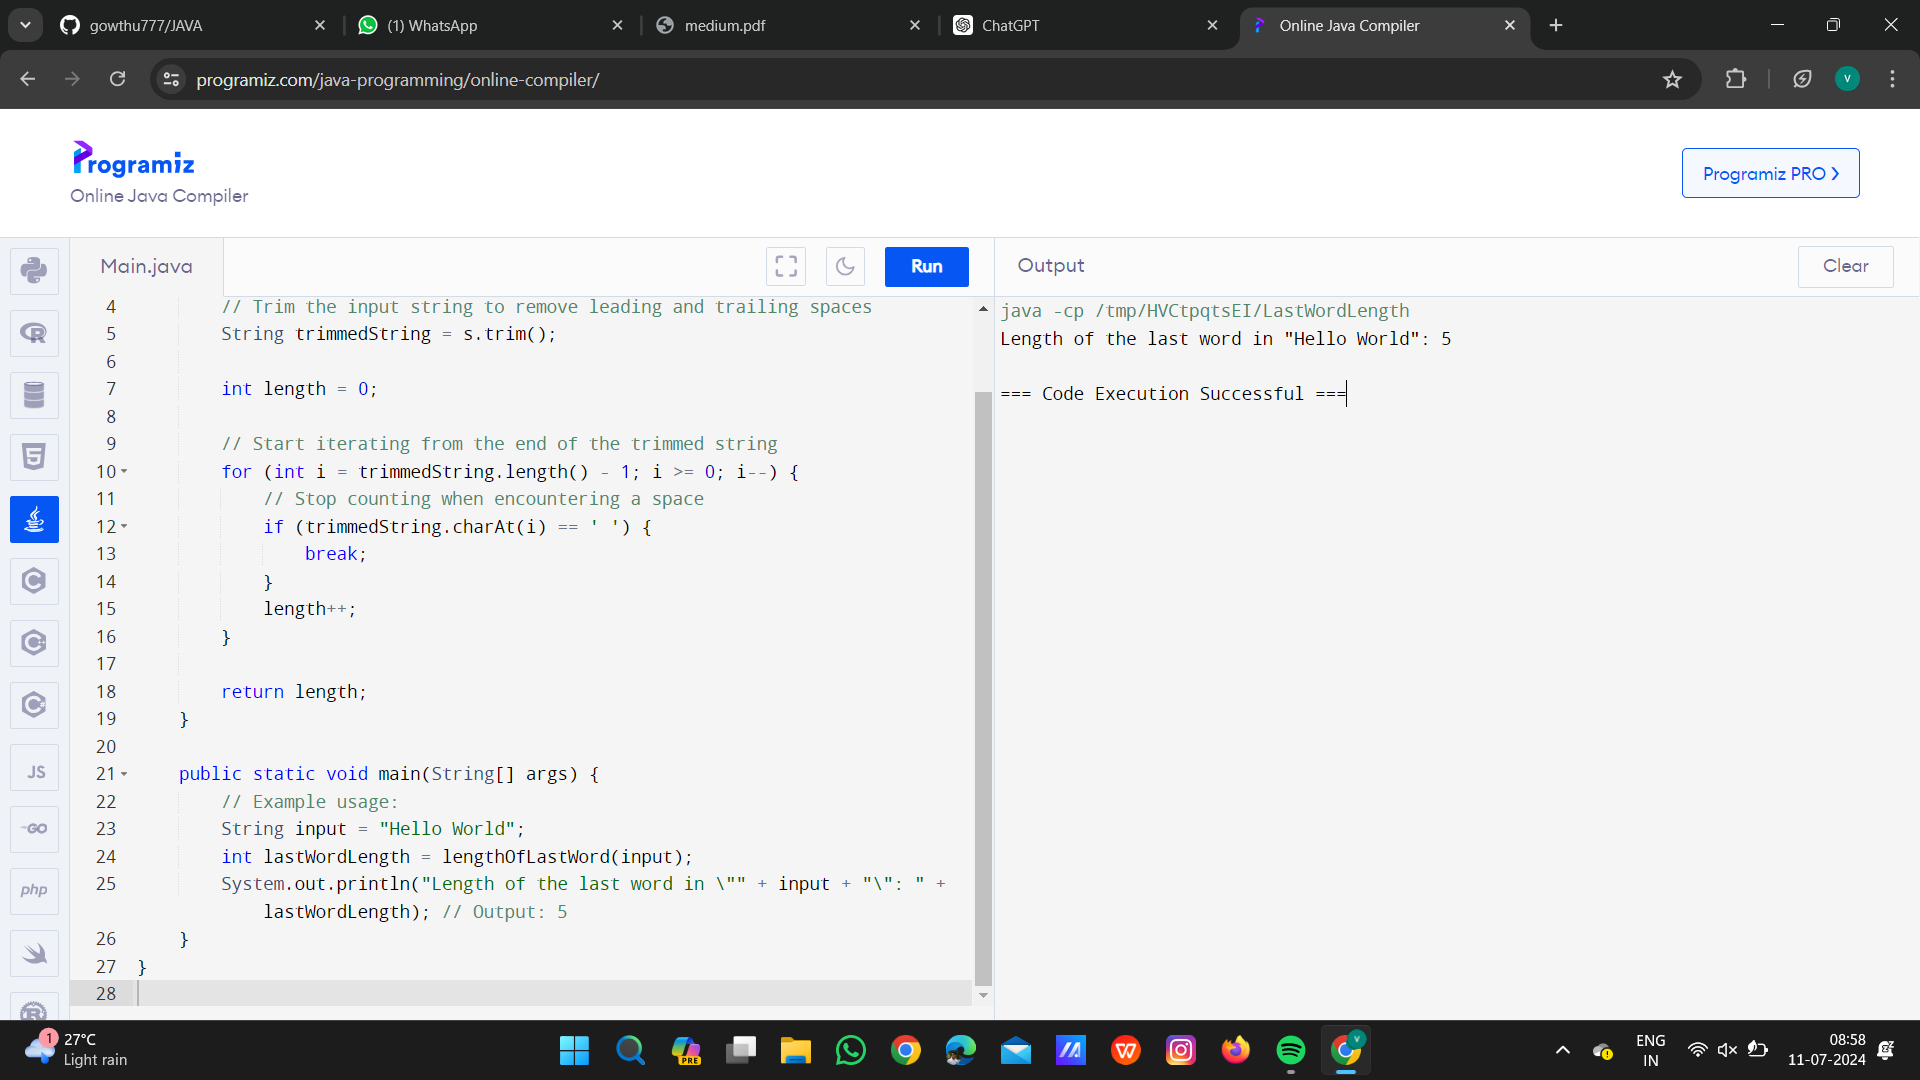 gowthu777/JAVA
(1) WhatsApp
medium.pdf
ChatGPT
Online Java Compiler
programiz.com/java-programming/online-compiler/
V
Programiz
Online Java Compiler
Programiz PRO
Main.java
Run
Output
Clear
4 // Trim the input string to remove leading and trailing spaces
5 String trimmedString = s.trim();
6
7 int length = 0;
8
9 // Start iterating from the end of the trimmed string
10 for (int i = trimmedString.length() - 1; i >= 0; i--) {
11 // Stop counting when encountering a space
12 if (trimmedString.charAt(i) == ' ') {
13 break;
14 }
15 length++;
16 }
17
18 return length;
19 }
20
21 public static void main(String[] args) {
22 // Example usage:
23 String input = "Hello World";
24 int lastWordLength = lengthOfLastWord(input);
25 System.out.println("Length of the last word in \"" + input + "\": " +
lastWordLength); // Output: 5
26 }
27 }
28
java -cp /tmp/HVCtpqtsEI/LastWordLength
Length of the last word in "Hello World": 5
=== Code Execution Successful ===
JS
GO
php
1
27°C
Light rain
PRE
ENG
IN
08:58
11-07-2024